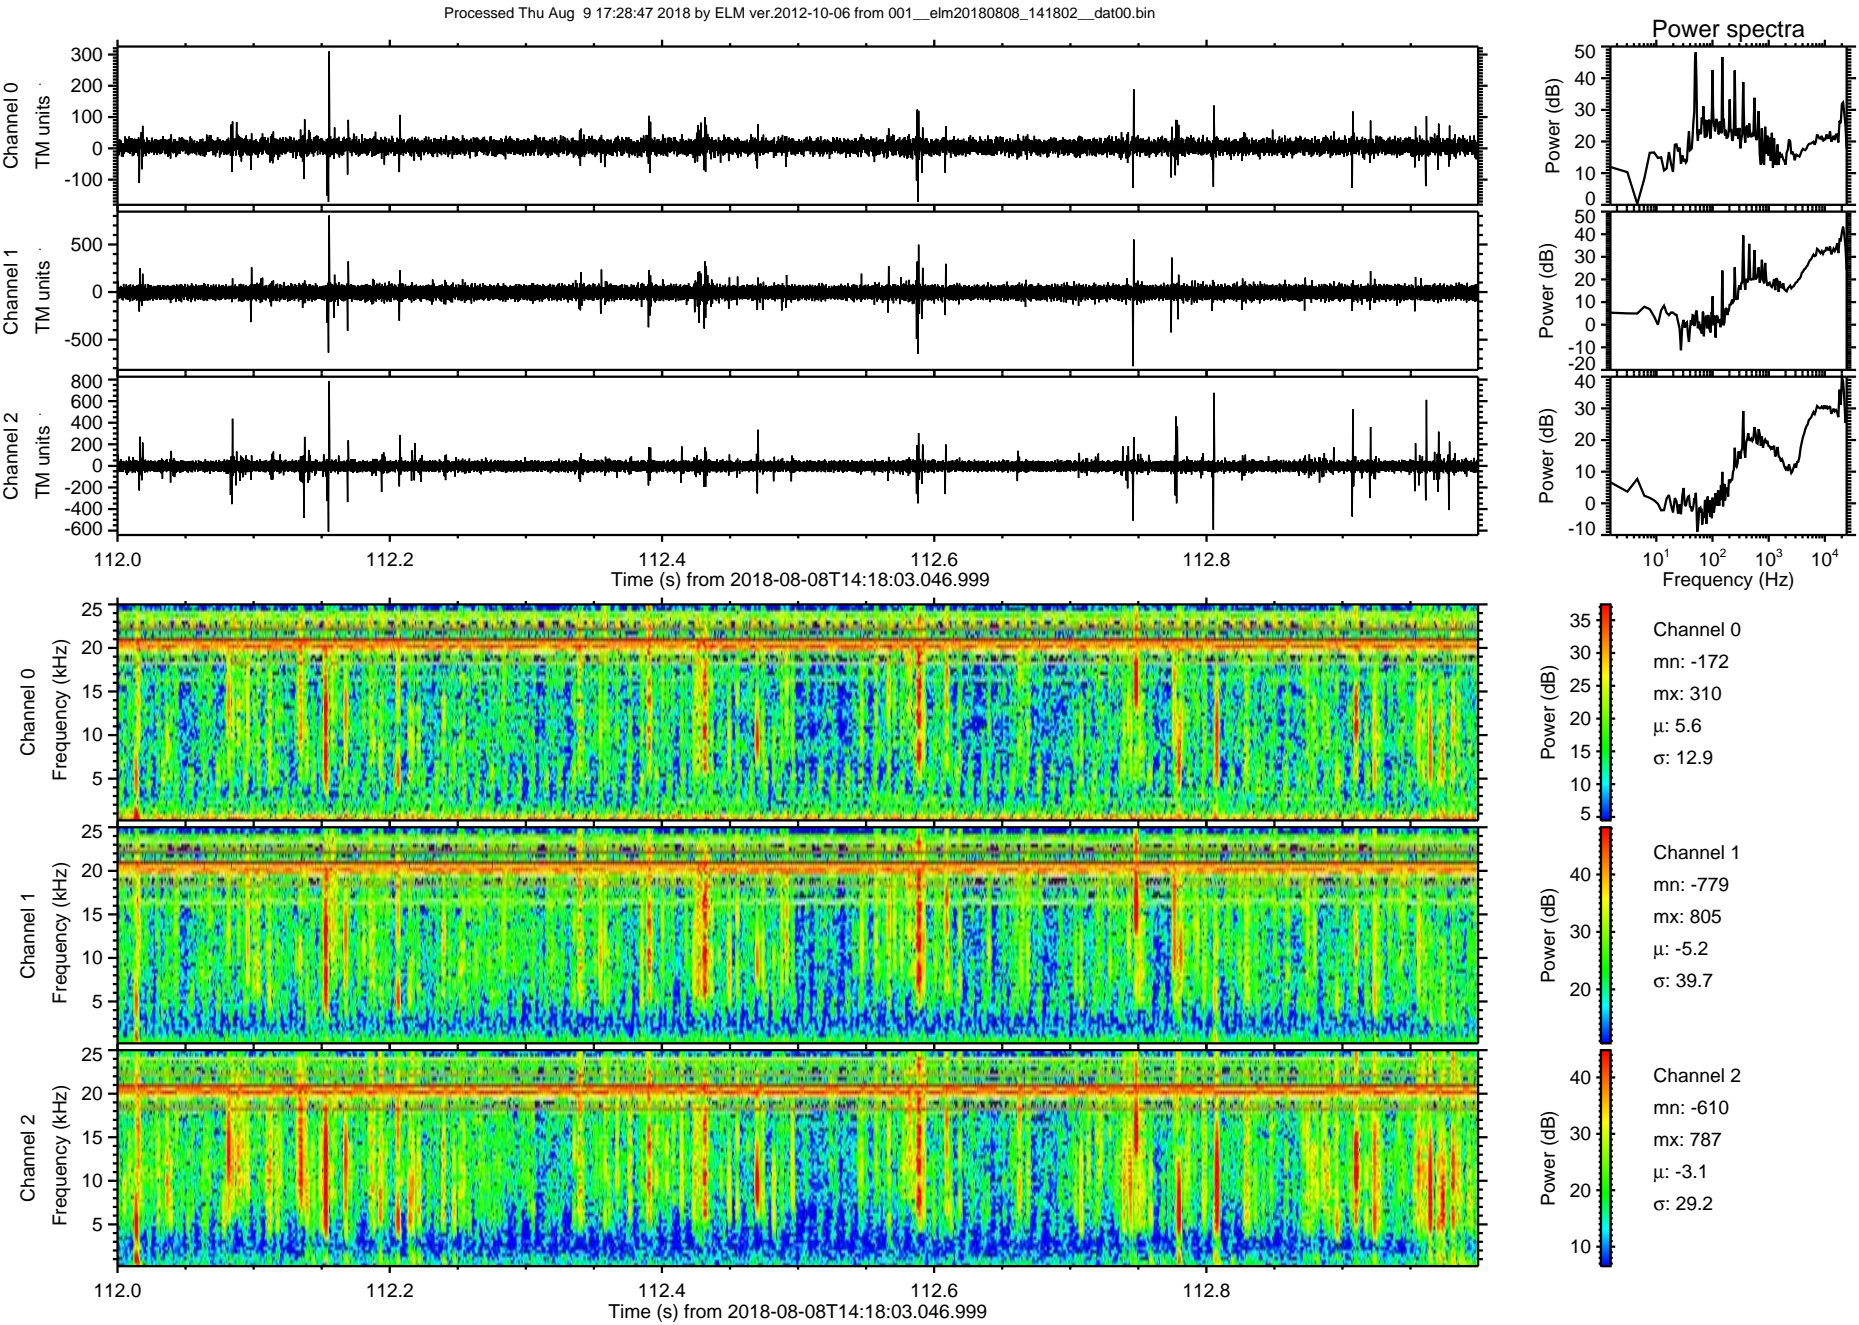 Processed Thu Aug 9 17:28:47 2018 by ELM ver.2012-10-06 from 001__elm20180808_141802__dat00.bin
Power spectra
Channel 0
TM units
300
200
100
0
-100
Power (dB)
50
40
30
20
10
0
Channel 1
TM units
500
0
-500
Power (dB)
50
40
30
20
10
0
-10
-20
Channel 2
TM units
800
600
400
200
0
-200
-400
-600
Power (dB)
40
30
20
10
0
-10
112.0 112.2 112.4 112.6 112.8
Time (s) from 2018-08-08T14:18:03.046.999
10^1 10^2 10^3 10^4
Frequency (Hz)
Channel 0
Frequency (kHz)
25
20
15
10
5
Power (dB)
35
30
25
20
15
10
5
Channel 0
mn: -172
mx: 310
μ: 5.6
σ: 12.9
Channel 1
Frequency (kHz)
25
20
15
10
5
Power (dB)
40
30
20
Channel 1
mn: -779
mx: 805
μ: -5.2
σ: 39.7
Channel 2
Frequency (kHz)
25
20
15
10
5
Power (dB)
40
30
20
10
Channel 2
mn: -610
mx: 787
μ: -3.1
σ: 29.2
112.0 112.2 112.4 112.6 112.8
Time (s) from 2018-08-08T14:18:03.046.999